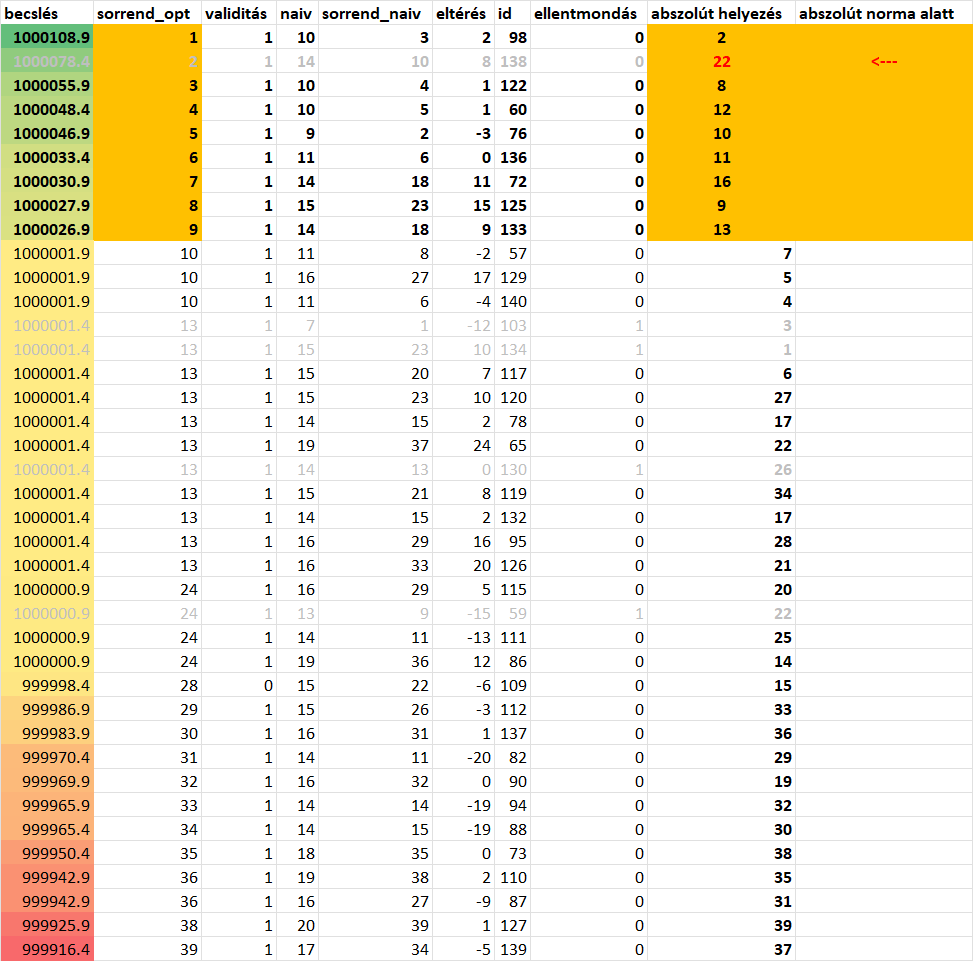 becslés sorrend_opt validitás naiv sorrend_naiv eltérés id ellentmondás abszolút helyezés abszolút norma alatt
1000108.9 1 1 10 3 2 98 0 2
1000078.4 2 1 14 10 8 138 0 22 <---
1000055.9 3 1 10 4 1 122 0 8
1000048.4 4 1 10 5 1 60 0 12
1000046.9 5 1 9 2 -3 76 0 10
1000033.4 6 1 11 6 0 136 0 11
1000030.9 7 1 14 18 11 72 0 16
1000027.9 8 1 15 23 15 125 0 9
1000026.9 9 1 14 18 9 133 0 13
1000001.9 10 1 11 8 -2 57 0 7
1000001.9 10 1 16 27 17 129 0 5
1000001.9 10 1 11 6 -4 140 0 4
1000001.4 13 1 7 1 -12 103 1 3
1000001.4 13 1 15 23 10 134 1 1
1000001.4 13 1 15 20 7 117 0 6
1000001.4 13 1 15 23 10 120 0 27
1000001.4 13 1 14 15 2 78 0 17
1000001.4 13 1 19 37 24 65 0 22
1000001.4 13 1 14 13 0 130 1 26
1000001.4 13 1 15 21 8 119 0 34
1000001.4 13 1 14 15 2 132 0 17
1000001.4 13 1 16 29 16 95 0 28
1000001.4 13 1 16 33 20 126 0 21
1000000.9 24 1 16 29 5 115 0 20
1000000.9 24 1 13 9 -15 59 1 22
1000000.9 24 1 14 11 -13 111 0 25
1000000.9 24 1 19 36 12 86 0 14
999998.4 28 0 15 22 -6 109 0 15
999986.9 29 1 15 26 -3 112 0 33
999983.9 30 1 16 31 1 137 0 36
999970.4 31 1 14 11 -20 82 0 29
999969.9 32 1 16 32 0 90 0 19
999965.9 33 1 14 14 -19 94 0 32
999965.4 34 1 14 15 -19 88 0 30
999950.4 35 1 18 35 0 73 0 38
999942.9 36 1 19 38 2 110 0 35
999942.9 36 1 16 27 -9 87 0 31
999925.9 38 1 20 39 1 127 0 39
999916.4 39 1 17 34 -5 139 0 37